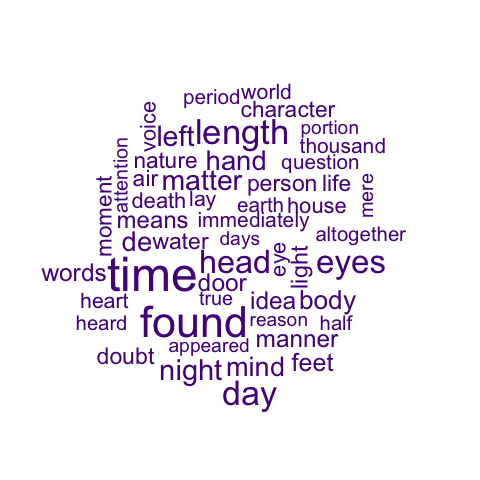 period world
voice character
left length portion
thousand
attention nature hand question
air matter person life mere
moment death lay earth house
means immediately
de water days altogether
words time head eye light eyes
door
heart true idea body
heard found reason half
appeared manner
doubt night mind feet
day